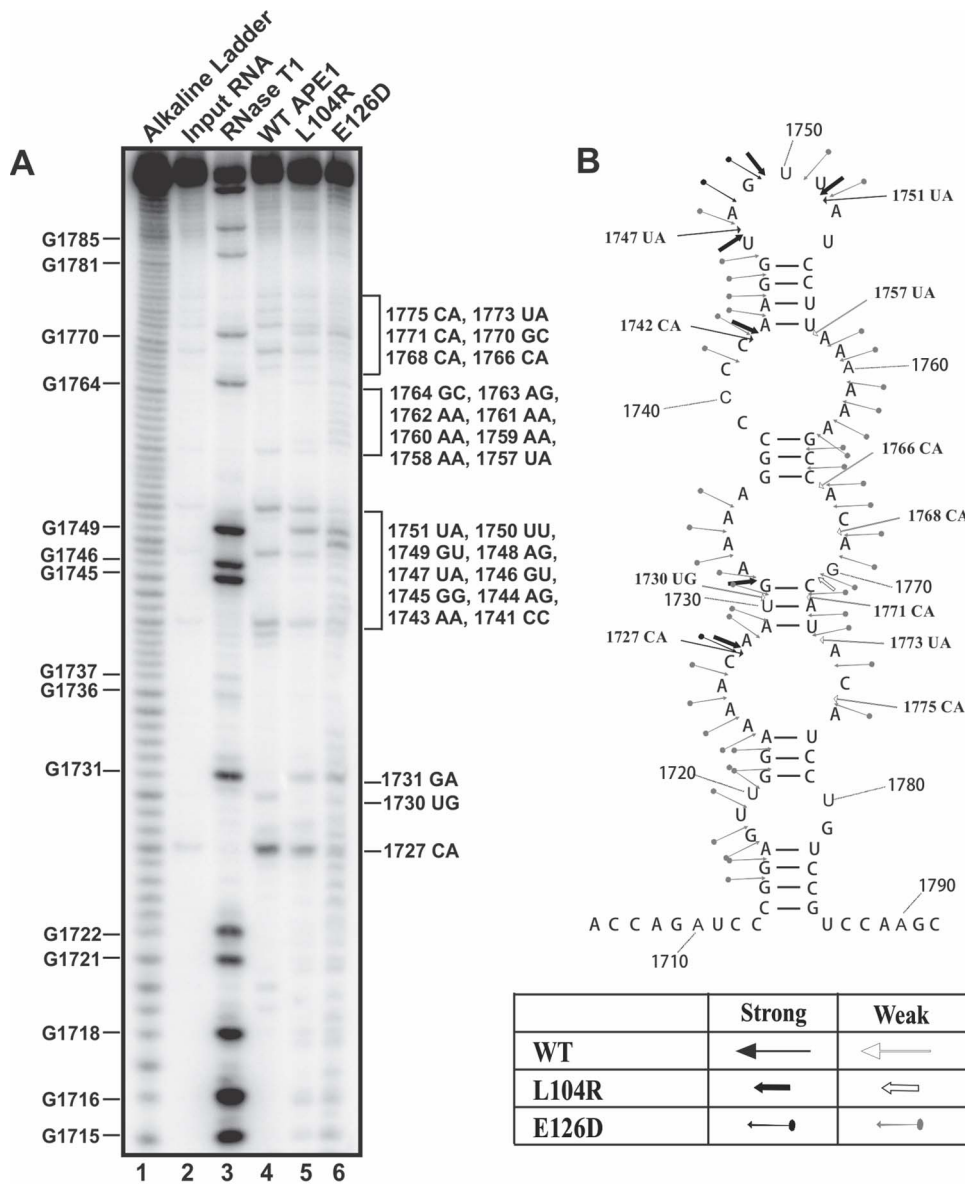 A
Alkaline Ladder
Input RNA
RNase T1
WT APE1
L104R
E126D
G1785
G1781
G1770
G1764
G1749
G1746
G1745
G1737
G1736
G1731
G1722
G1721
G1718
G1716
G1715
1775 CA, 1773 UA
1771 CA, 1770 GC
1768 CA, 1766 CA
1764 GC, 1763 AG,
1762 AA, 1761 AA,
1760 AA, 1759 AA,
1758 AA, 1757 UA
1751 UA, 1750 UU,
1749 GU, 1748 AG,
1747 UA, 1746 GU,
1745 GG, 1744 AG,
1743 AA, 1741 CC
1731 GA
1730 UG
1727 CA
1 2 3 4 5 6
B
1750
G U U
A A
1751 UA
1747 UA
U U
G C
G C
A U
A U
1757 UA
1742 CA
C A
C A
A
1760
1740
C A
A
C A
C G
G C
G C
1766 CA
A A
A C
1768 CA
A A
A G
1770
1730 UG
G C
1730
U A
1771 CA
A U
1727 CA
A A
1773 UA
C C
A A
1775 CA
A
A
A U
G C
G C
1720
U U
1780
U G
G U
A U
G C
G C
C G
1790
A C C A G A U C C
U C C A A G C
1710
Strong Weak
WT
L104R
E126D